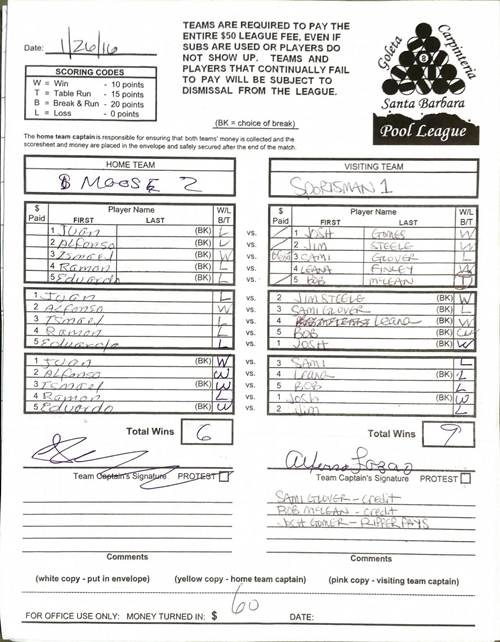 Date: 1/26/16
TEAMS ARE REQUIRED TO PAY THE
ENTIRE $50 LEAGUE FEE, EVEN IF
SUBS ARE USED OR PLAYERS DO
NOT SHOW UP. TEAMS AND
PLAYERS THAT CONTINUALLY FAIL
TO PAY WILL BE SUBJECT TO
DISMISSAL FROM THE LEAGUE.
(BK = choice of break)
SCORING CODES
W = Win - 10 points
T = Table Run - 15 points
B = Break & Run - 20 points
L = Loss - 0 points
Goleta
Carpinteria
8
Santa Barbara
Pool League
The home team captain is responsible for ensuring that both teams' money is collected and the
scoresheet and money are placed in the envelope and safely secured after the end of the match.
HOME TEAM
MOOSE 2
VISITING TEAM
SPORTSMAN 1
$ Paid Player Name FIRST LAST W/L B/T
$ Paid Player Name FIRST LAST W/L B/T
1 Juan (BK) L vs. 1 JOSH GOMES W
2 Alfonso (BK) L vs. 2 JIM STEELE W
3 Ismael (BK) W vs. 3 SAMI GLOVER L
4 Ramon (BK) L vs. 4 LEANA FINLEY W
5 Eduardo (BK) L vs. 5 BOB McLEAN
1 Juan L vs. 2 JIM STEELE (BK) W
2 Alfonso W vs. 3 SAMI GLOVER (BK) L
3 Ismael L vs. 4 Leana (BK) W
4 Ramon L vs. 5 BOB (BK)
5 Eduardo L vs. 1 JOSH (BK) W
1 Juan (BK) W vs. 3 SAMI L
2 Alfonso (BK) W vs. 4 Leana L
3 Ismael (BK) W vs. 5 BOB L
4 Ramon (BK) L vs. 1 Josh W
5 Eduardo (BK) W vs. 2 Jim L
Total Wins 6
Total Wins 9
Team Captain's Signature PROTEST
Team Captain's Signature PROTEST
SAMI GLOVER - credit
BOB McLEAN - credit
JOSH GOMES - FLIPPER PAYS
Comments
Comments
(white copy - put in envelope) (yellow copy - home team captain) (pink copy - visiting team captain)
FOR OFFICE USE ONLY: MONEY TURNED IN: $ 60 DATE: